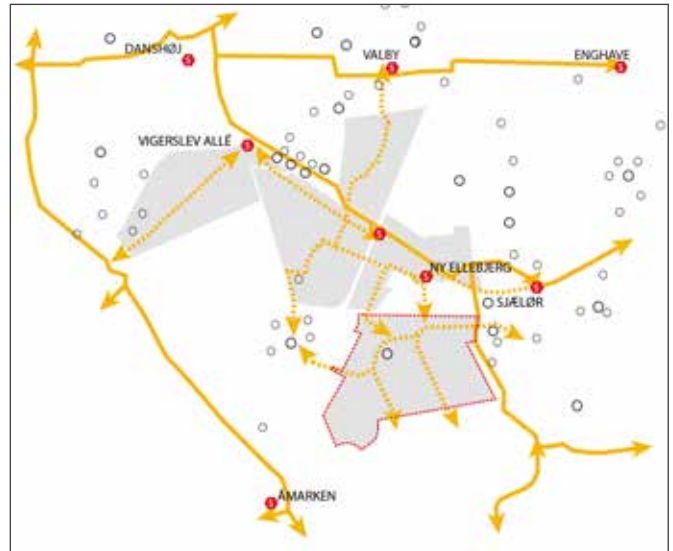 DANSHØJ
VALBY
ENGHAVE
VIGERSLEV ALLÉ
NY ELLEBJERG
SJÆLØR
ÅMARKEN